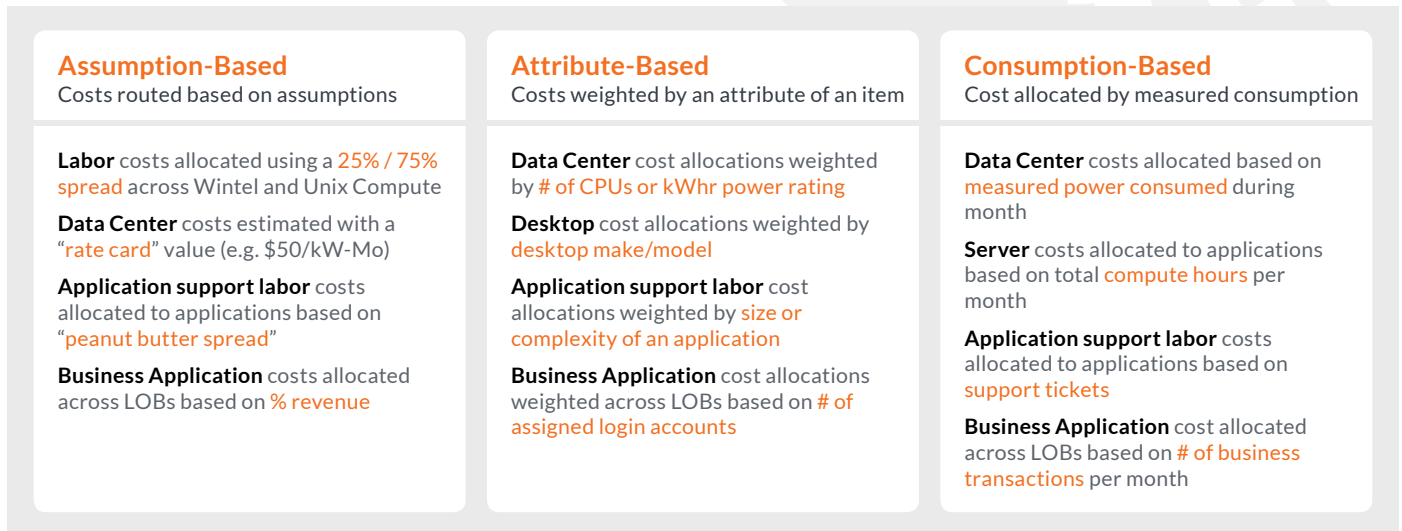 Assumption-Based
Costs routed based on assumptions
Labor costs allocated using a 25% / 75%
spread across Wintel and Unix Compute
Data Center costs estimated with a
“rate card” value (e.g. $50/kW-Mo)
Application support labor costs
allocated to applications based on
“peanut butter spread”
Business Application costs allocated
across LOBs based on % revenue
Attribute-Based
Costs weighted by an attribute of an item
Data Center cost allocations weighted
by # of CPUs or kWhr power rating
Desktop cost allocations weighted by
desktop make/model
Application support labor cost
allocations weighted by size or
complexity of an application
Business Application cost allocations
weighted across LOBs based on # of
assigned login accounts
Consumption-Based
Cost allocated by measured consumption
Data Center costs allocated based on
measured power consumed during
month
Server costs allocated to applications
based on total compute hours per
month
Application support labor costs
allocated to applications based on
support tickets
Business Application cost allocated
across LOBs based on # of business
transactions per month